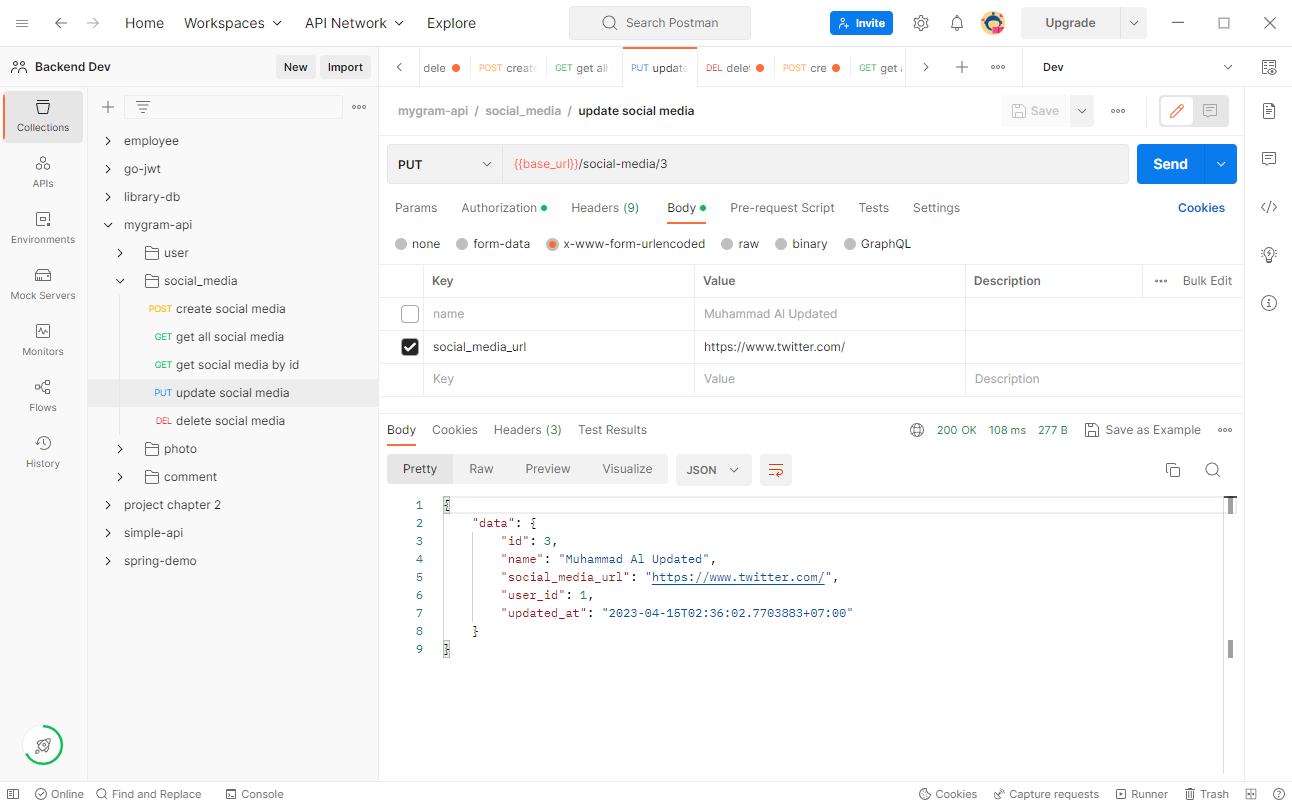 Home Workspaces API Network Explore Search Postman Invite Upgrade
Backend Dev New Import dele POST create GET get all PUT update DEL delet POST cre GET get a Dev
Collections
APIs
Environments
Mock Servers
Monitors
Flows
History
employee
go-jwt
library-db
mygram-api
user
social_media
POST create social media
GET get all social media
GET get social media by id
PUT update social media
DEL delete social media
photo
comment
project chapter 2
simple-api
spring-demo
mygram-api / social_media / update social media Save
PUT {{base_url}}/social-media/3 Send
Params Authorization Headers (9) Body Pre-request Script Tests Settings Cookies
none form-data x-www-form-urlencoded raw binary GraphQL
Key Value Description Bulk Edit
name Muhammad Al Updated
social_media_url https://www.twitter.com/
Key Value Description
Body Cookies Headers (3) Test Results 200 OK 108 ms 277 B Save as Example
Pretty Raw Preview Visualize JSON
1 {
2 "data": {
3 "id": 3,
4 "name": "Muhammad Al Updated",
5 "social_media_url": "https://www.twitter.com/",
6 "user_id": 1,
7 "updated_at": "2023-04-15T02:36:02.7703883+07:00"
8 }
9 }
Online Find and Replace Console Cookies Capture requests Runner Trash